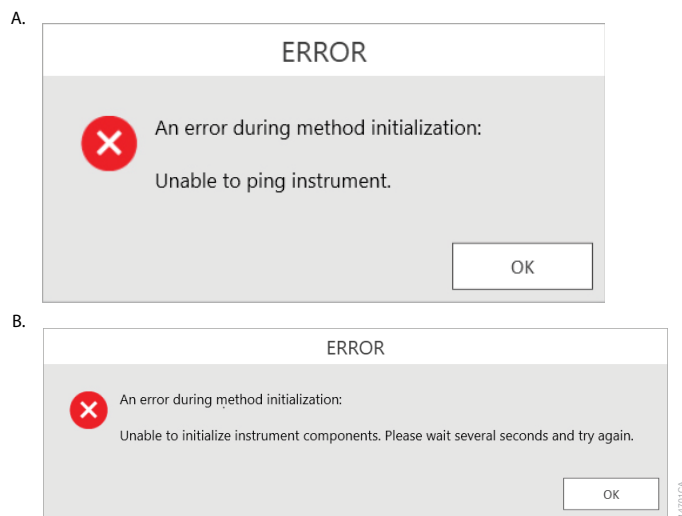 A.
ERROR
An error during method initialization:
Unable to ping instrument.
OK
B.
ERROR
An error during method initialization:
Unable to initialize instrument components. Please wait several seconds and try again.
OK